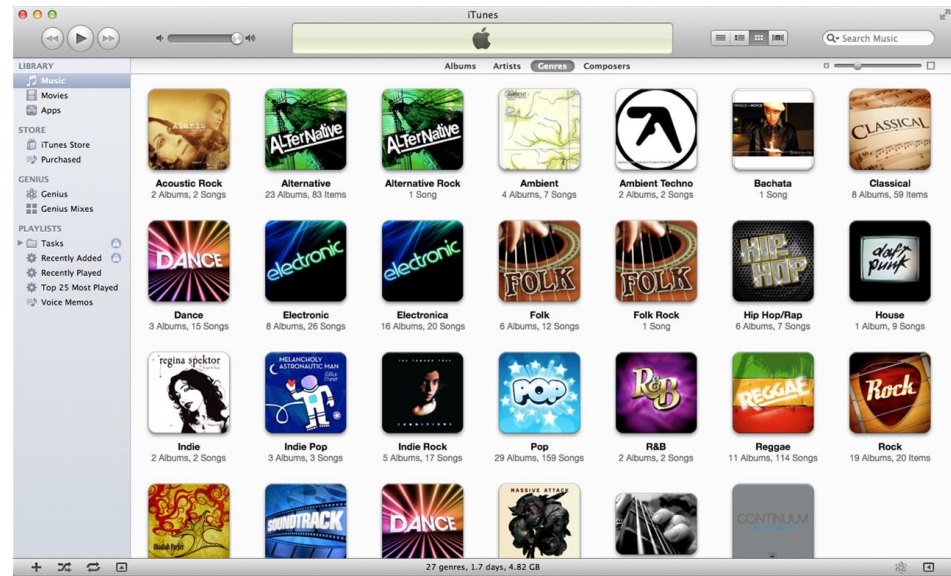 iTunes
Search Music
Albums Artists Genres Composers
LIBRARY
Music
Movies
Apps
STORE
iTunes Store
Purchased
GENIUS
Genius
Genius Mixes
PLAYLISTS
Tasks
Recently Added
Recently Played
Top 25 Most Played
Voice Memos
Alanis
ALTerNative
ALTerNative
AMBIENT
CLASSICAL
Acoustic Rock
2 Albums, 2 Songs
Alternative
23 Albums, 83 Items
Alternative Rock
1 Song
Ambient
4 Albums, 7 Songs
Ambient Techno
2 Albums, 2 Songs
Bachata
1 Song
Classical
8 Albums, 59 Items
DANCE
electronic
electronic
FOLK
FOLK
HIP HOP
daft punk
Dance
3 Albums, 15 Songs
Electronic
8 Albums, 26 Songs
Electronica
16 Albums, 20 Songs
Folk
6 Albums, 12 Songs
Folk Rock
1 Song
Hip Hop/Rap
6 Albums, 7 Songs
House
1 Album, 9 Songs
regina spektor
MELANCHOLY
ASTRONAUTIC MAN
THE TEMPER TRAP
CONDITIONS
POP
R&B
REGGAE
Rock
Indie
2 Albums, 2 Songs
Indie Pop
3 Albums, 3 Songs
Indie Rock
5 Albums, 17 Songs
Pop
29 Albums, 159 Songs
R&B
2 Albums, 2 Songs
Reggae
11 Albums, 114 Songs
Rock
19 Albums, 20 Items
Obadiah Parker
SOUNDTRACK
DANCE
MASSIVE ATTACK
CONTINUUM
27 genres, 1.7 days, 4.82 GB